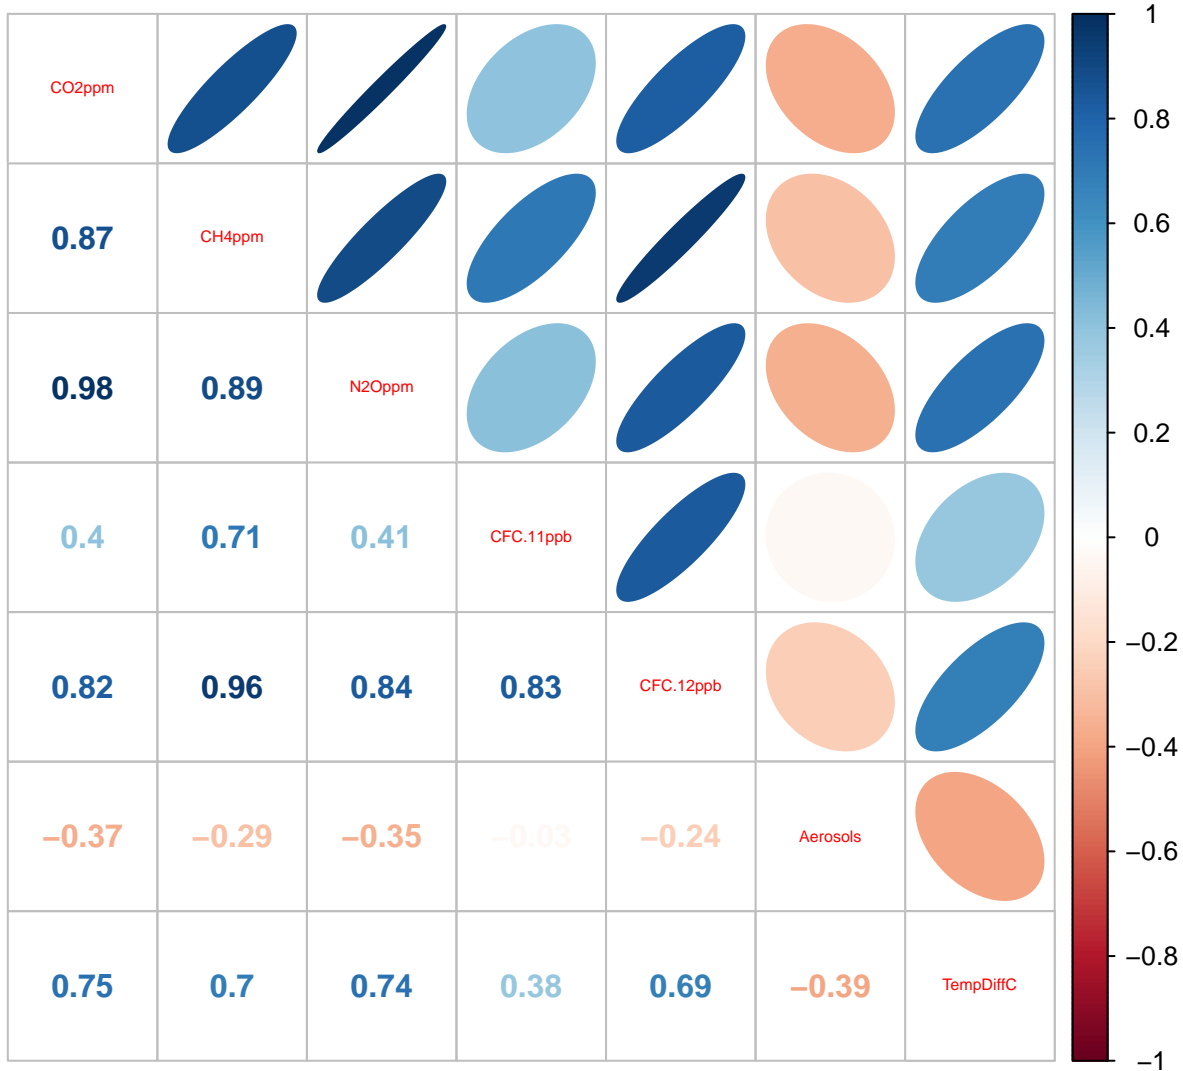 CO2ppm
0.87 CH4ppm
0.98 0.89 N2Oppm
0.4 0.71 0.41 CFC.11ppb
0.82 0.96 0.84 0.83 CFC.12ppb
−0.37 −0.29 −0.35 −0.03 −0.24 Aerosols
0.75 0.7 0.74 0.38 0.69 −0.39 TempDiffC
1
0.8
0.6
0.4
0.2
0
−0.2
−0.4
−0.6
−0.8
−1